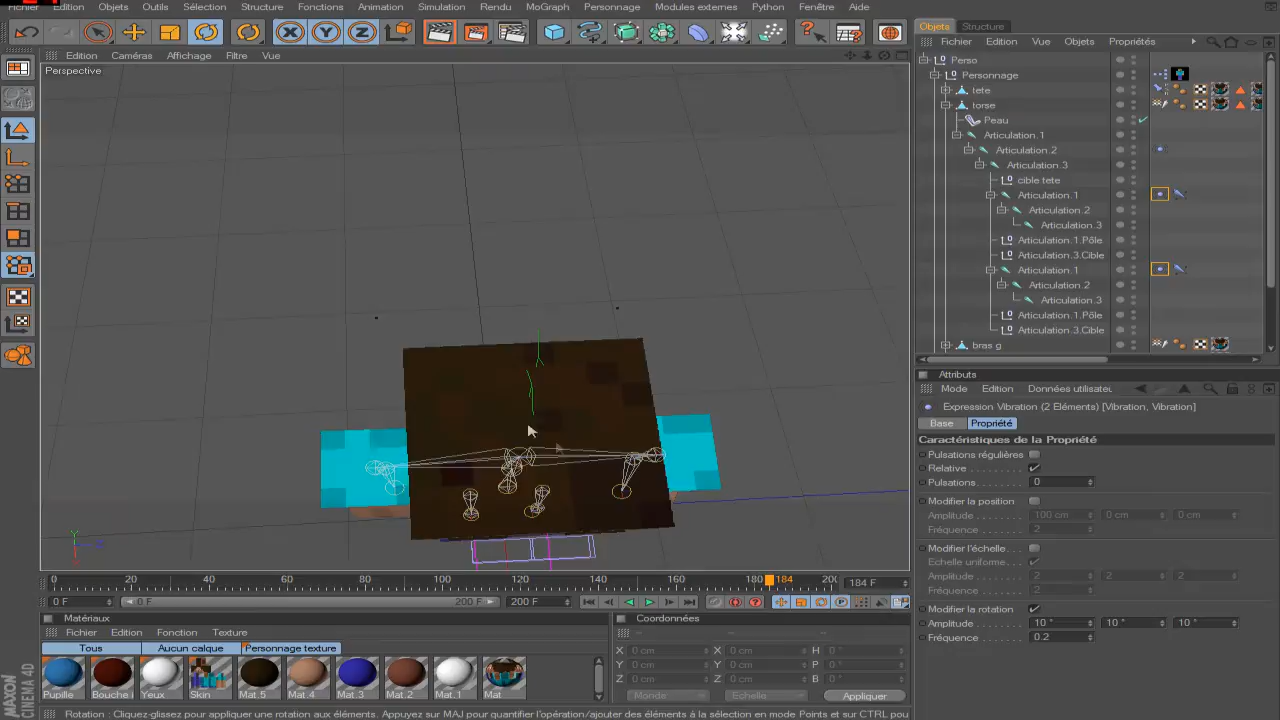 Fichier Edition Objets Outils Sélection Structure Fonctions Animation Simulation Rendu MoGraph Personnage Modules externes Python Fenêtre Aide
Objets Structure
Fichier Edition Vue Objets Propriétés
Edition Caméras Affichage Filtre Vue
Perspective
Perso
Personnage
tete
torse
Peau
Articulation.1
Articulation.2
Articulation.3
cible tete
Articulation.1
Articulation.2
Articulation.3
Articulation.1.Pôle
Articulation.3.Cible
Articulation.1
Articulation.2
Articulation.3
Articulation.1.Pôle
Articulation.3.Cible
bras g
Attributs
Mode Edition Données utilisateu
Expression Vibration (2 Eléments) [Vibration, Vibration]
Base Propriété
Caractéristiques de la Propriété
Pulsations régulières
Relative
Pulsations 0
Modifier la position
Amplitude 100 cm 0 cm 0 cm
Fréquence 2
Modifier l'échelle
Echelle uniforme
Amplitude 2 2 2
Fréquence 2
Modifier la rotation
Amplitude 10 ° 10 ° 10 °
Fréquence 0.2
0 20 40 60 80 100 120 140 160 180 184 20 184 F
0 F 0 F 200 F 200 F
Matériaux
Fichier Edition Fonction Texture
Tous Aucun calque Personnage texture
Pupille Bouche Yeux Skin Mat.5 Mat.4 Mat.3 Mat.2 Mat.1 Mat
Coordonnées
X 0 cm X 0 cm H 0 °
Y 0 cm Y 0 cm P 0 °
Z 0 cm Z 0 cm B 0 °
Monde Echelle Appliquer
MAXON CINEMA 4D
Rotation : Cliquez-glissez pour appliquer une rotation aux éléments. Appuyez sur MAJ pour quantifier l'opération/ajouter des éléments à la sélection en mode Points et sur CTRL pou